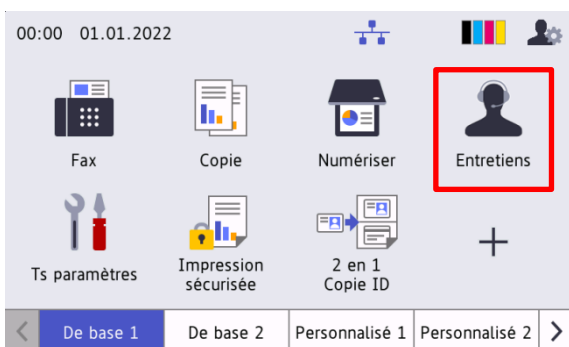 00:00 01.01.2022
Fax
Copie
Numériser
Entretiens
Ts paramètres
Impression
sécurisée
2 en 1
Copie ID
De base 1
De base 2
Personnalisé 1
Personnalisé 2